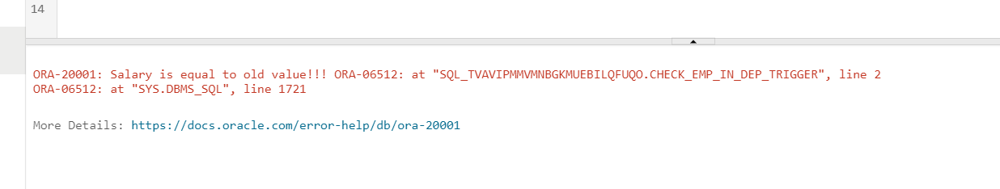 14
ORA-20001: Salary is equal to old value!!! ORA-06512: at "SQL_TVAVIPMMVMNBGKMUEBILQFUQO.CHECK_EMP_IN_DEP_TRIGGER", line 2
ORA-06512: at "SYS.DBMS_SQL", line 1721
More Details: https://docs.oracle.com/error-help/db/ora-20001